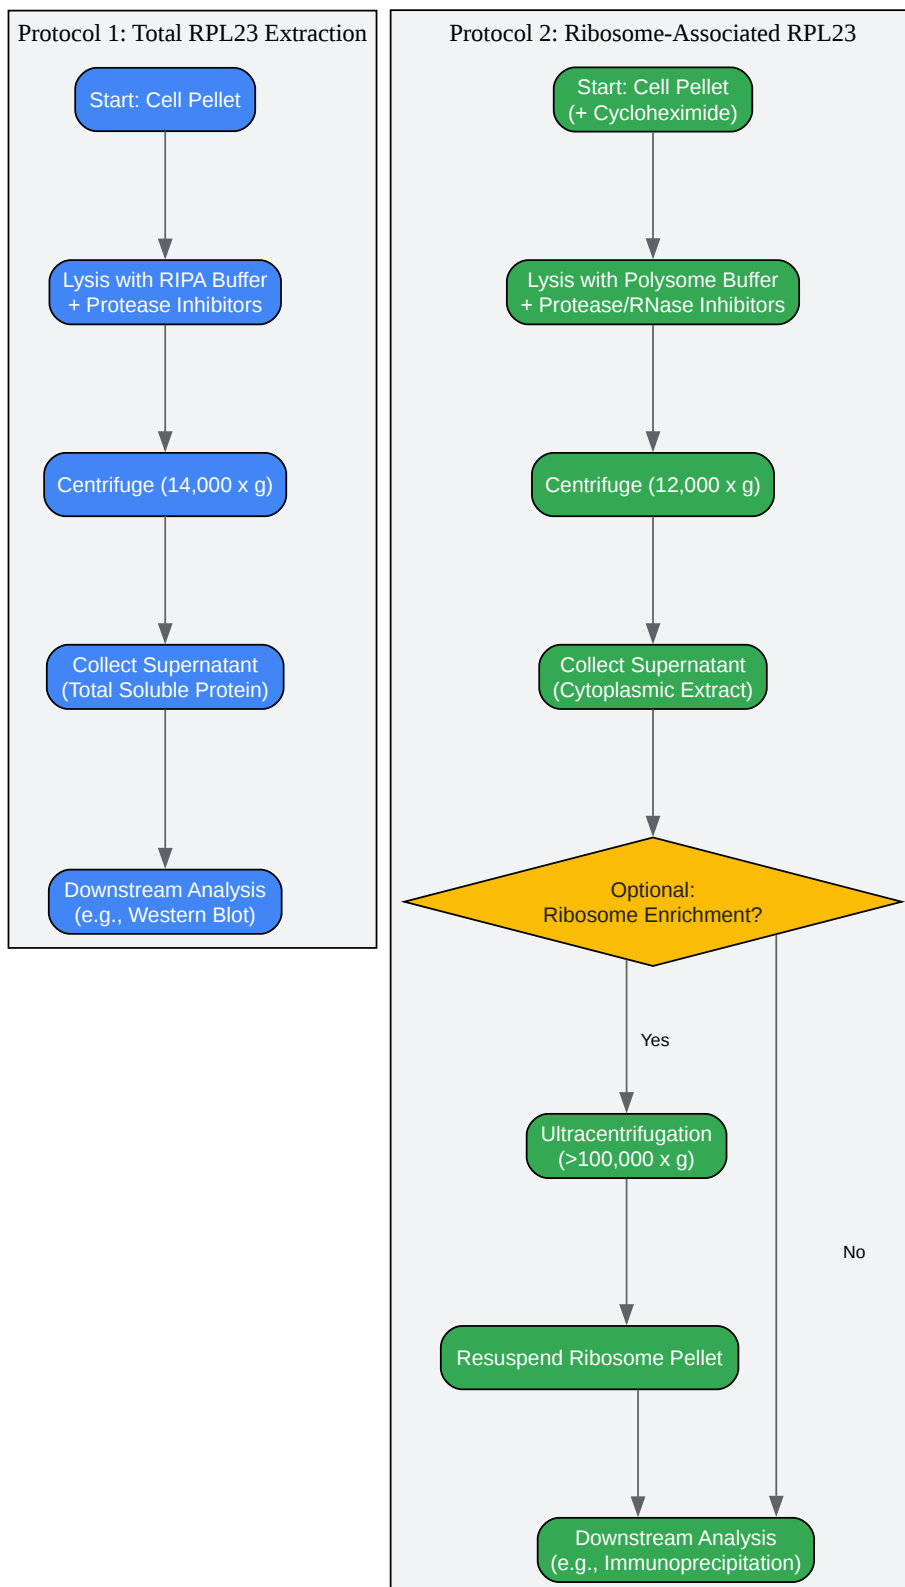 Protocol 1: Total RPL23 Extraction
Start: Cell Pellet
Lysis with RIPA Buffer
+ Protease Inhibitors
Centrifuge (14,000 x g)
Collect Supernatant
(Total Soluble Protein)
Downstream Analysis
(e.g., Western Blot)
Protocol 2: Ribosome-Associated RPL23
Start: Cell Pellet
(+ Cycloheximide)
Lysis with Polysome Buffer
+ Protease/RNase Inhibitors
Centrifuge (12,000 x g)
Collect Supernatant
(Cytoplasmic Extract)
Optional:
Ribosome Enrichment?
Yes
Ultracentrifugation
(>100,000 x g)
No
Resuspend Ribosome Pellet
Downstream Analysis
(e.g., Immunoprecipitation)